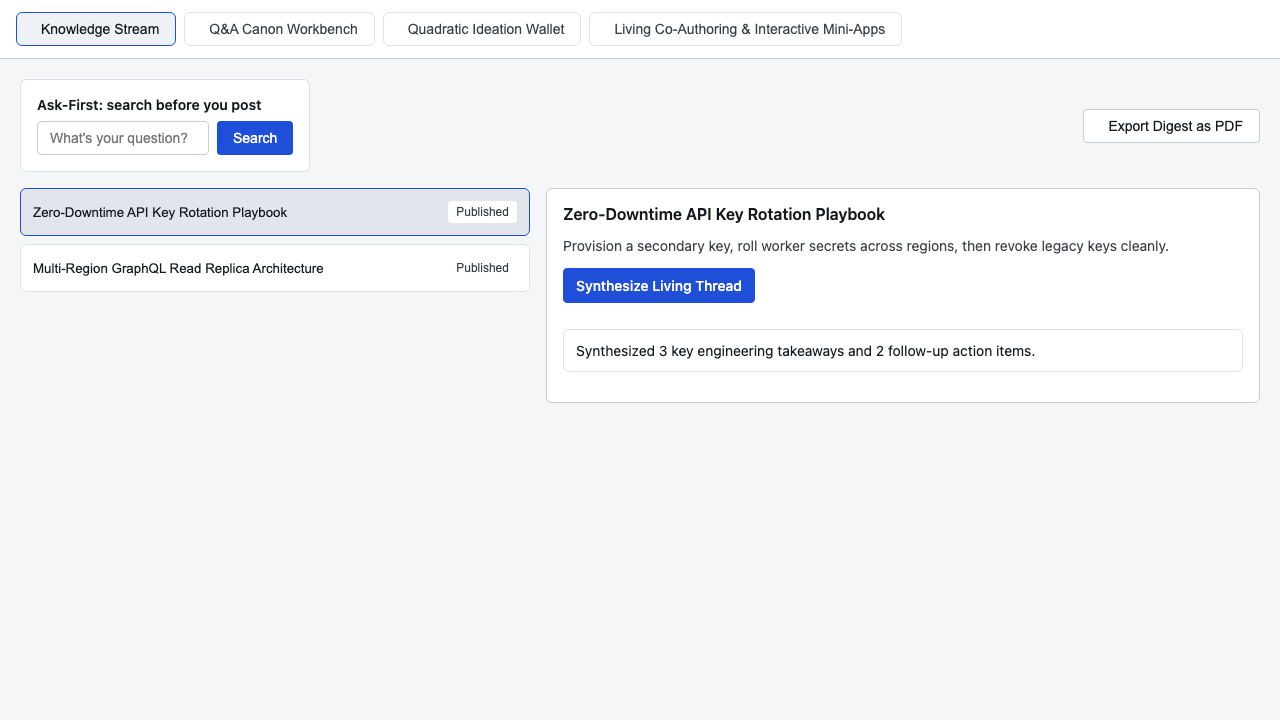 Knowledge Stream
Q&A Canon Workbench
Quadratic Ideation Wallet
Living Co-Authoring & Interactive Mini-Apps
Ask-First: search before you post
What's your question?
Search
Export Digest as PDF
Zero-Downtime API Key Rotation Playbook
Published
Multi-Region GraphQL Read Replica Architecture
Published
Zero-Downtime API Key Rotation Playbook
Provision a secondary key, roll worker secrets across regions, then revoke legacy keys cleanly.
Synthesize Living Thread
Synthesized 3 key engineering takeaways and 2 follow-up action items.